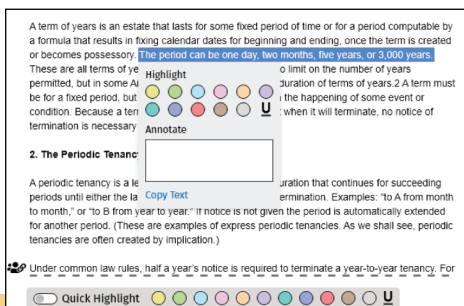 A term of years is an estate that lasts for some fixed period of time or for a period computable by
a formula that results in fixing calendar dates for beginning and ending, once the term is created
or becomes possessory. The period can be one day, two months, five years, or 3,000 years.
These are all terms of ye o limit on the number of years
permitted, but in some Am duration of terms of years.2 A term must
be for a fixed period, but the happening of some event or
condition. Because a ter when it will terminate, no notice of
termination is necessary
Highlight
U
Annotate
Copy Text
2. The Periodic Tenanc
A periodic tenancy is a le uration that continues for succeeding
periods until either the la ermination. Examples: "to A from month
to month," or "to B from year to year." If notice is not given the period is automatically extended
for another period. (These are examples of express periodic tenancies. As we shall see, periodic
tenancies are often created by implication.)
Under common law rules, half a year's notice is required to terminate a year-to-year tenancy. For
Quick Highlight U